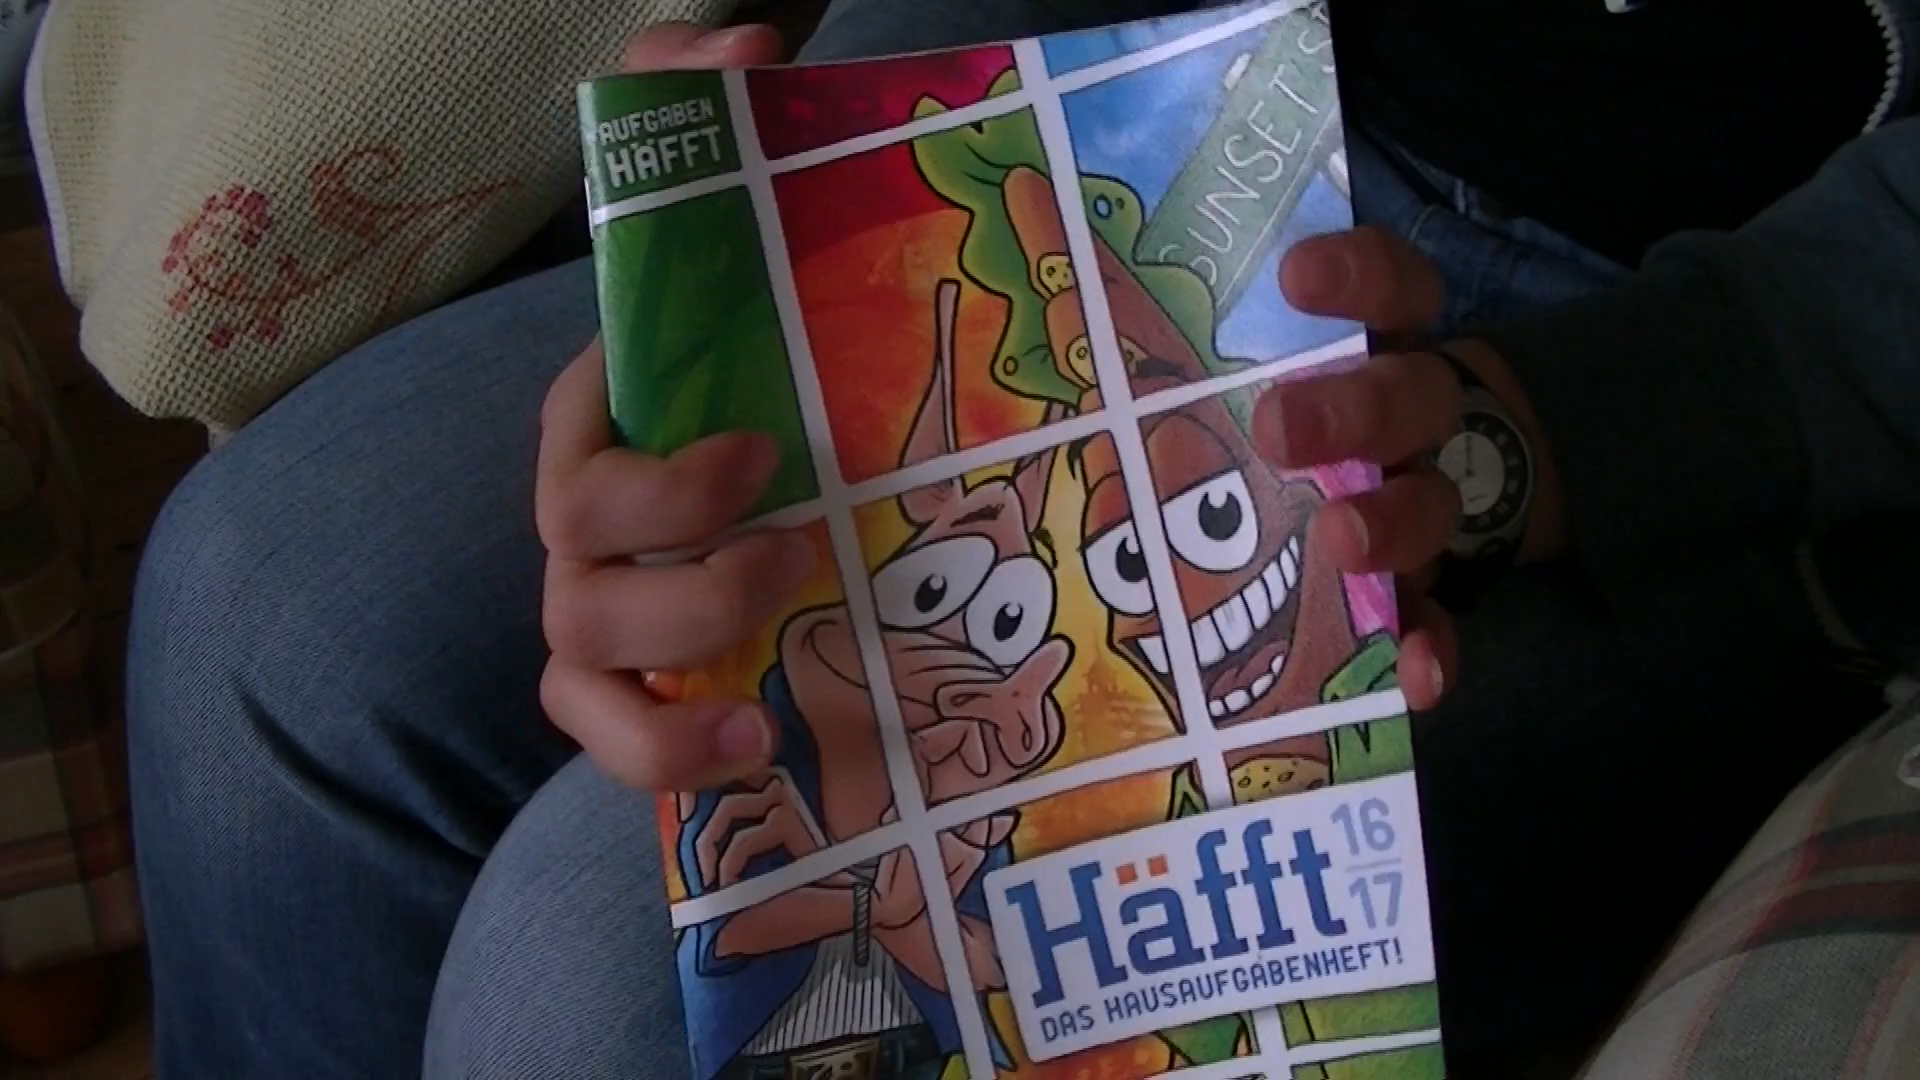 AUFGABEN
HÄFFT
SUNSET
Häfft
16
17
DAS HAUSAUFGABENHEFT!